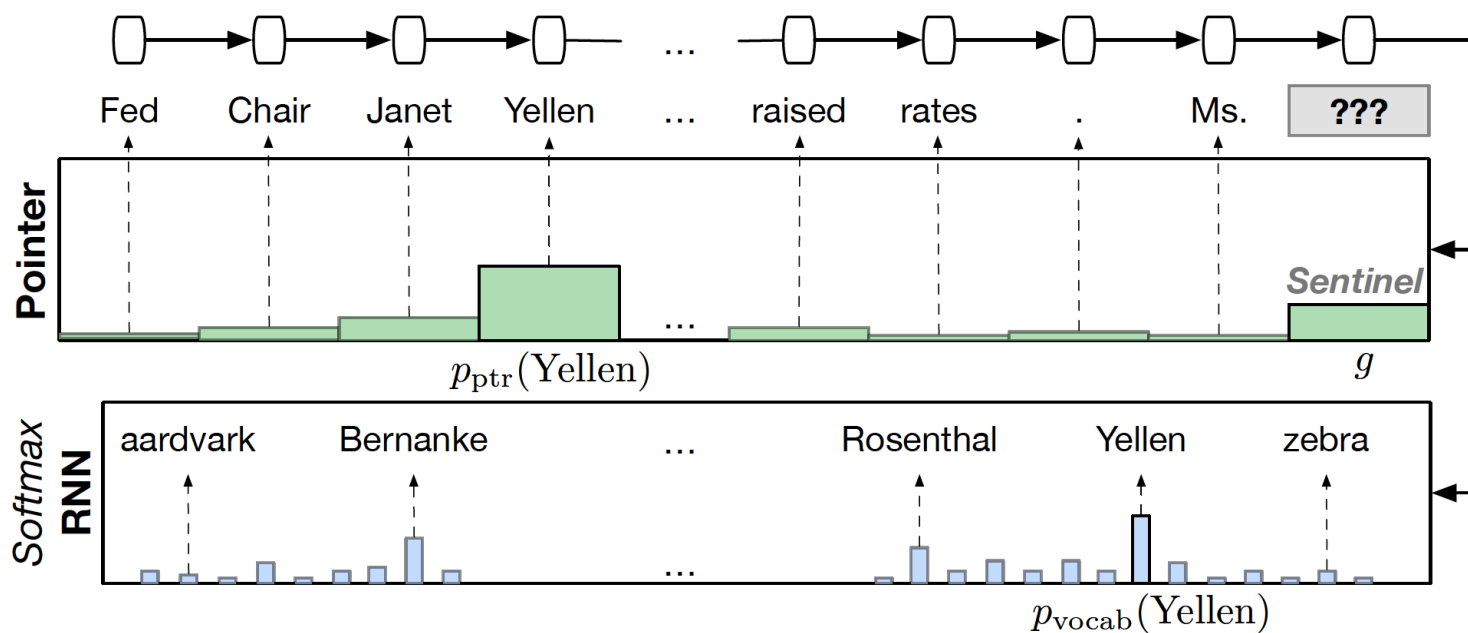 ...
Fed Chair Janet Yellen ... raised rates . Ms. ???
Pointer
Sentinel
...
p_ptr(Yellen) g
Softmax
RNN
aardvark Bernanke ... Rosenthal Yellen zebra
...
p_vocab(Yellen)